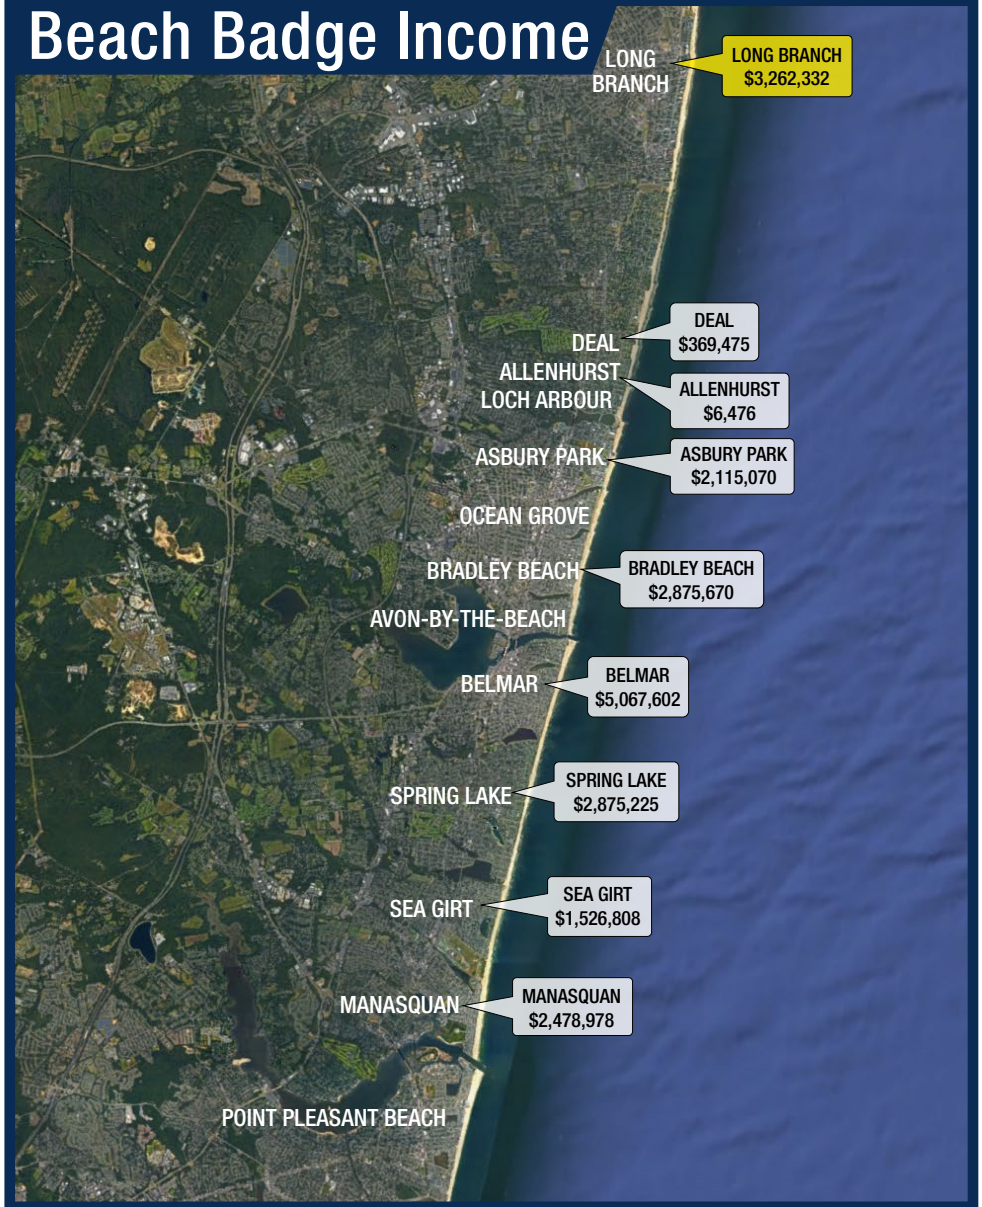 Beach Badge Income
LONG
BRANCH
LONG BRANCH
$3,262,332
DEAL
DEAL
$369,475
ALLENHURST
ALLENHURST
$6,476
LOCH ARBOUR
ASBURY PARK
ASBURY PARK
$2,115,070
OCEAN GROVE
BRADLEY BEACH
BRADLEY BEACH
$2,875,670
AVON-BY-THE-BEACH
BELMAR
BELMAR
$5,067,602
SPRING LAKE
SPRING LAKE
$2,875,225
SEA GIRT
SEA GIRT
$1,526,808
MANASQUAN
MANASQUAN
$2,478,978
POINT PLEASANT BEACH